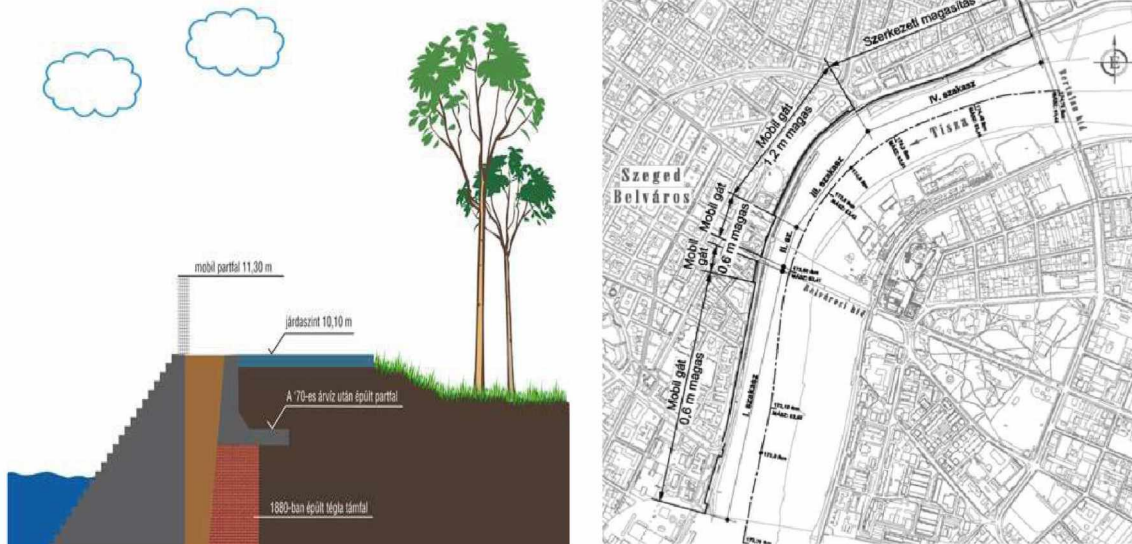 mobil partfal 11,30 m
járdaszint 10,10 m
A '70-es árvíz után épült partfal
1880-ban épült tégla támfal
Szerkezeti magasítás
Mobil gát
1,2 m magas
IV. szakasz
Tisza
Bertalan híd
É
Szeged
Belváros
III. szakasz
Mobil gát
0,6 m magas
II. sz.
Mobil
gát
Belvárosi híd
Mobil gát
0,6 m magas
I. szakasz